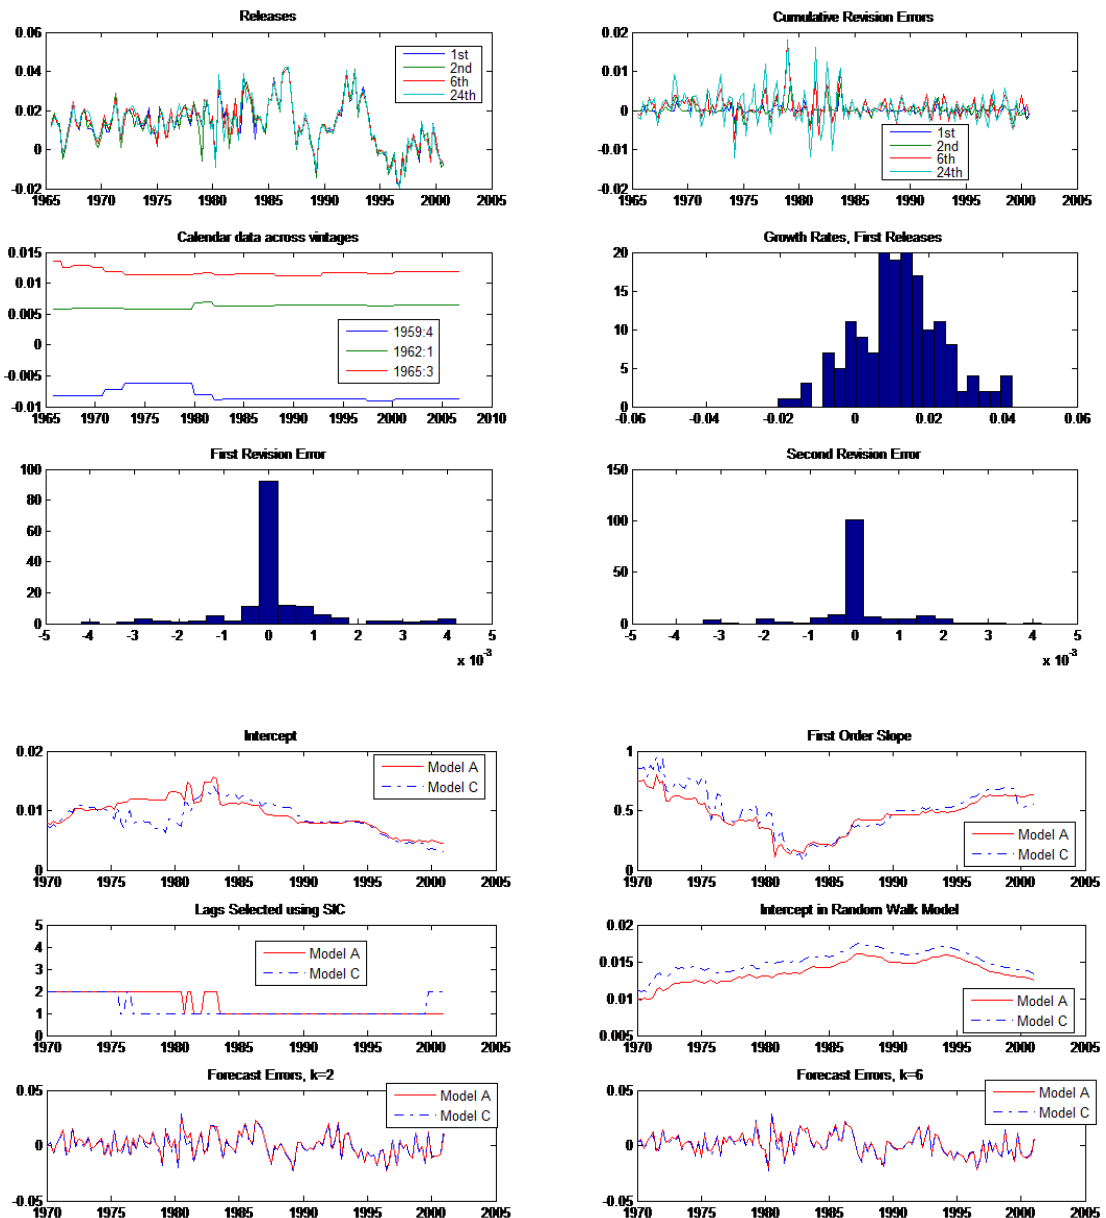 Releases
0.06
0.04
0.02
0
-0.02
1965 1970 1975 1980 1985 1990 1995 2000 2005
1st
2nd
6th
24th
Cumulative Revision Errors
0.02
0.01
0
-0.01
-0.02
1965 1970 1975 1980 1985 1990 1995 2000 2005
1st
2nd
6th
24th
Calendar data across vintages
0.015
0.01
0.005
0
-0.005
-0.01
1965 1970 1975 1980 1985 1990 1995 2000 2005 2010
1959:4
1962:1
1965:3
Growth Rates, First Releases
20
15
10
5
0
-0.06 -0.04 -0.02 0 0.02 0.04 0.06
First Revision Error
100
80
60
40
20
0
-5 -4 -3 -2 -1 0 1 2 3 4 5
x 10-3
Second Revision Error
150
100
50
0
-5 -4 -3 -2 -1 0 1 2 3 4 5
x 10-3
Intercept
0.02
0.01
0
1970 1975 1980 1985 1990 1995 2000 2005
Model A
Model C
First Order Slope
1
0.5
0
1970 1975 1980 1985 1990 1995 2000 2005
Model A
Model C
Lags Selected using SIC
5
4
3
2
1
0
1970 1975 1980 1985 1990 1995 2000 2005
Model A
Model C
Intercept in Random Walk Model
0.02
0.015
0.01
0.005
1970 1975 1980 1985 1990 1995 2000 2005
Model A
Model C
Forecast Errors, k=2
0.05
0
-0.05
1970 1975 1980 1985 1990 1995 2000 2005
Model A
Model C
Forecast Errors, k=6
0.05
0
-0.05
1970 1975 1980 1985 1990 1995 2000 2005
Model A
Model C